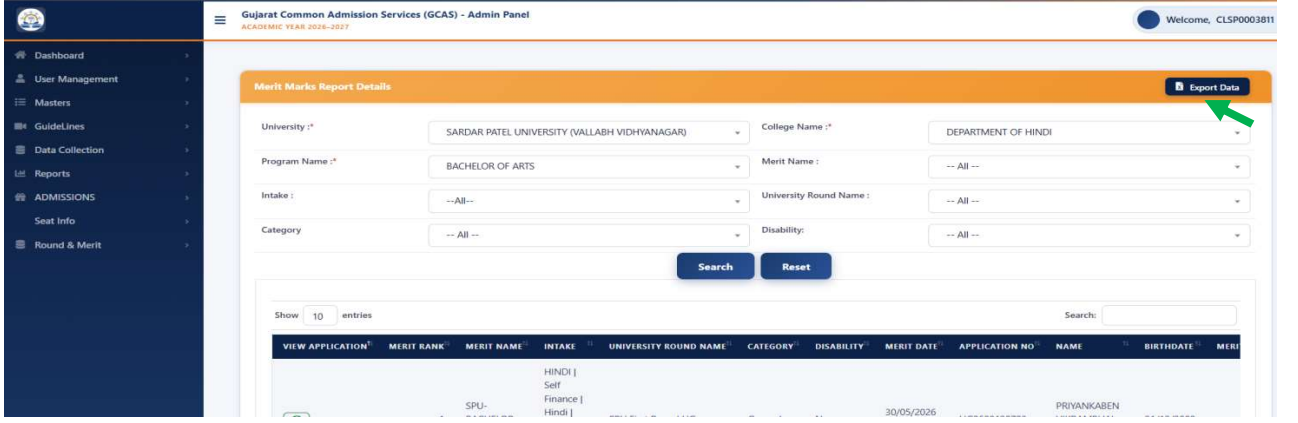 Gujarat Common Admission Services (GCAS) - Admin Panel
ACADEMIC YEAR 2026-2027
Welcome, CLSP0003811
Dashboard
User Management
Masters
GuideLines
Data Collection
Reports
ADMISSIONS
Seat Info
Round & Merit
Merit Marks Report Details
Export Data
University :* SARDAR PATEL UNIVERSITY (VALLABH VIDHYANAGAR) College Name :* DEPARTMENT OF HINDI
Program Name :* BACHELOR OF ARTS Merit Name : -- All --
Intake : --All-- University Round Name : -- All --
Category -- All -- Disability: -- All --
Search Reset
Show 10 entries Search:
VIEW APPLICATION MERIT RANK MERIT NAME INTAKE UNIVERSITY ROUND NAME CATEGORY DISABILITY MERIT DATE APPLICATION NO NAME BIRTHDATE
HINDI |
Self
Finance |
SPU- Hindi | 30/05/2026 PRIYANKABEN